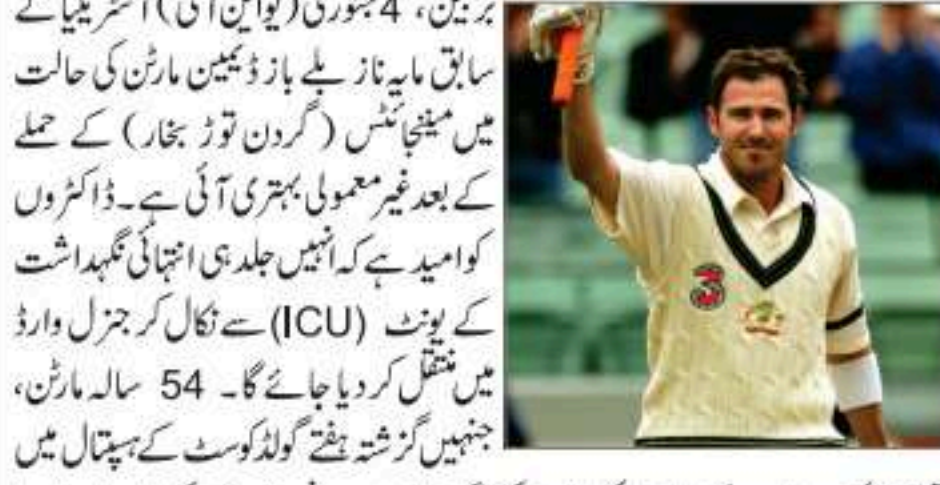 برسبین، 4 جنوری (یو این آئی) آسٹریلیا کے
سابق مایہ ناز بلے باز ڈیمین مارٹن کی حالت
میں میننجائٹس (گردن توڑ بخار) کے حملے
کے بعد غیر معمولی بہتری آئی ہے۔ ڈاکٹروں
کو امید ہے کہ انہیں جلد ہی انتہائی نگہداشت
کے یونٹ (ICU) سے نکال کر جنرل وارڈ
میں منتقل کر دیا جائے گا۔ 54 سالہ مارٹن،
جنہیں گزشتہ ہفتے گولڈ کوسٹ کے ہسپتال میں
3